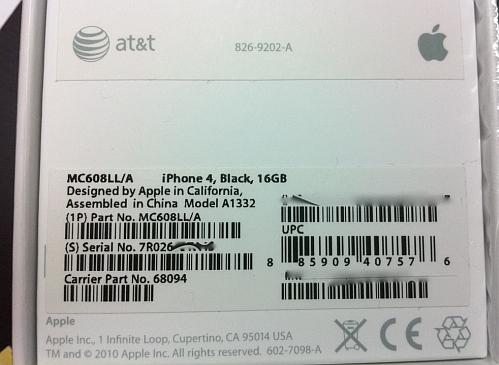 at&t
826-9202-A
MC608LL/A iPhone 4, Black, 16GB
Designed by Apple in California,
Assembled in China Model A1332
(1P) Part No. MC608LL/A
UPC
(S) Serial No. 7R026
8 85909 40757 6
Carrier Part No. 68094
Apple
Apple Inc., 1 Infinite Loop, Cupertino, CA 95014 USA
TM and © 2010 Apple Inc. All rights reserved. 602-7098-A
CE